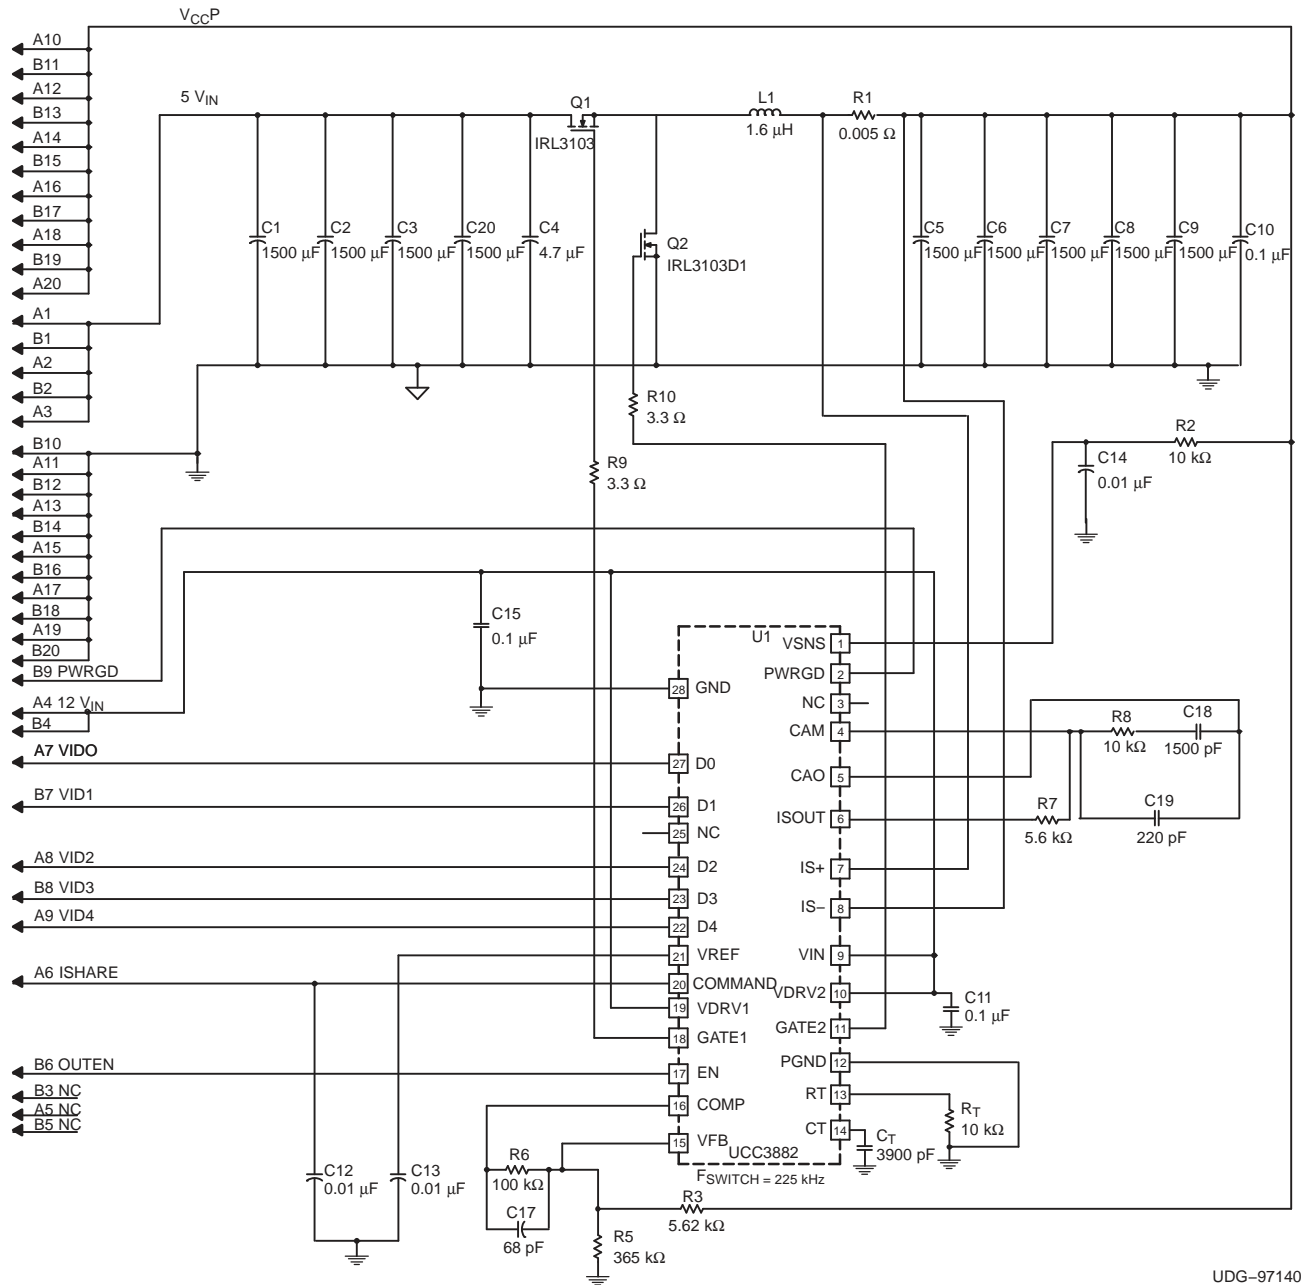 VCCP
A10
B11
A12
B13
A14
B15
A16
B17
A18
B19
A20
A1
B1
A2
B2
A3
B10
A11
B12
A13
B14
A15
B16
A17
B18
A19
B20
B9 PWRGD
A4 12 VIN
B4
A7 VIDO
B7 VID1
A8 VID2
B8 VID3
A9 VID4
A6 ISHARE
B6 OUTEN
B3 NC
A5 NC
B5 NC
5 VIN
Q1
IRL3103
L1
1.6 µH
R1
0.005 Ω
C1
1500 µF
C2
1500 µF
C3
1500 µF
C20
1500 µF
C4
4.7 µF
Q2
IRL3103D1
C5
1500 µF
C6
1500 µF
C7
1500 µF
C8
1500 µF
C9
1500 µF
C10
0.1 µF
R10
3.3 Ω
R9
3.3 Ω
R2
10 kΩ
C14
0.01 µF
C15
0.1 µF
U1
28 GND
27 D0
26 D1
25 NC
24 D2
23 D3
22 D4
21 VREF
20 COMMAND
19 VDRV1
18 GATE1
17 EN
16 COMP
15 VFB
VSNS 1
PWRGD 2
NC 3
CAM 4
CAO 5
ISOUT 6
IS+ 7
IS− 8
VIN 9
VDRV2 10
GATE2 11
PGND 12
RT 13
CT 14
UCC3882
FSWITCH = 225 kHz
R8
10 kΩ
C18
1500 pF
C19
220 pF
R7
5.6 kΩ
C11
0.1 µF
RT
10 kΩ
CT
3900 pF
C12
0.01 µF
C13
0.01 µF
R6
100 kΩ
C17
68 pF
R3
5.62 kΩ
R5
365 kΩ
UDG−97140